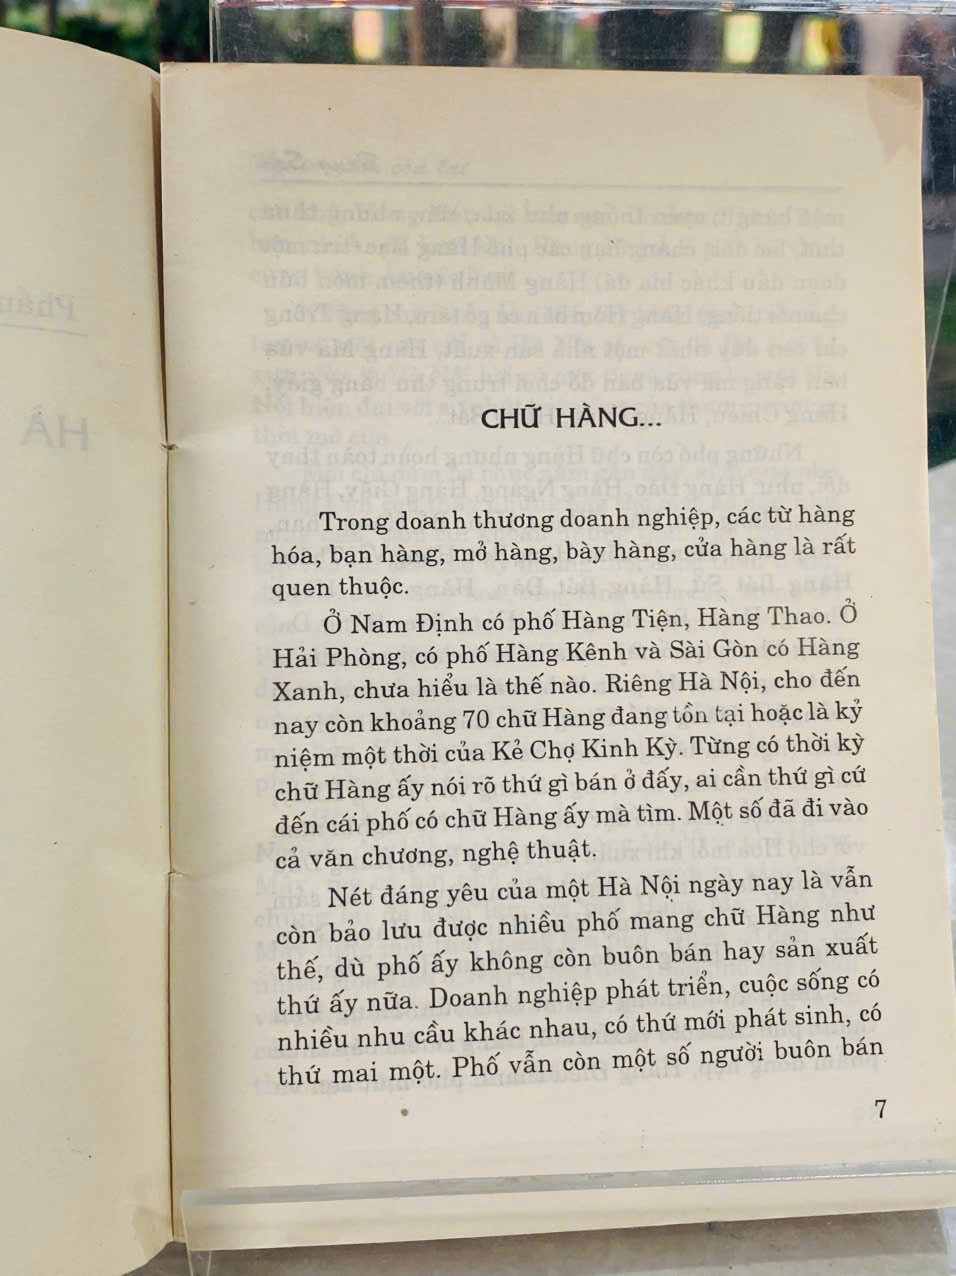 CHỮ HÀNG...
Trong doanh thương doanh nghiệp, các từ hàng
hóa, bạn hàng, mở hàng, bày hàng, cửa hàng là rất
quen thuộc.
Ở Nam Định có phố Hàng Tiện, Hàng Thao. Ở
Hải Phòng, có phố Hàng Kênh và Sài Gòn có Hàng
Xanh, chưa hiểu là thế nào. Riêng Hà Nội, cho đến
nay còn khoảng 70 chữ Hàng đang tồn tại hoặc là kỷ
niệm một thời của Kẻ Chợ Kinh Kỳ. Từng có thời kỳ
chữ Hàng ấy nói rõ thứ gì bán ở đấy, ai cần thứ gì cứ
đến cái phố có chữ Hàng ấy mà tìm. Một số đã đi vào
cả văn chương, nghệ thuật.
Nét đáng yêu của một Hà Nội ngày nay là vẫn
còn bảo lưu được nhiều phố mang chữ Hàng như
thế, dù phố ấy không còn buôn bán hay sản xuất
thứ ấy nữa. Doanh nghiệp phát triển, cuộc sống có
nhiều nhu cầu khác nhau, có thứ mới phát sinh, có
thứ mai một. Phố vẫn còn một số người buôn bán
7